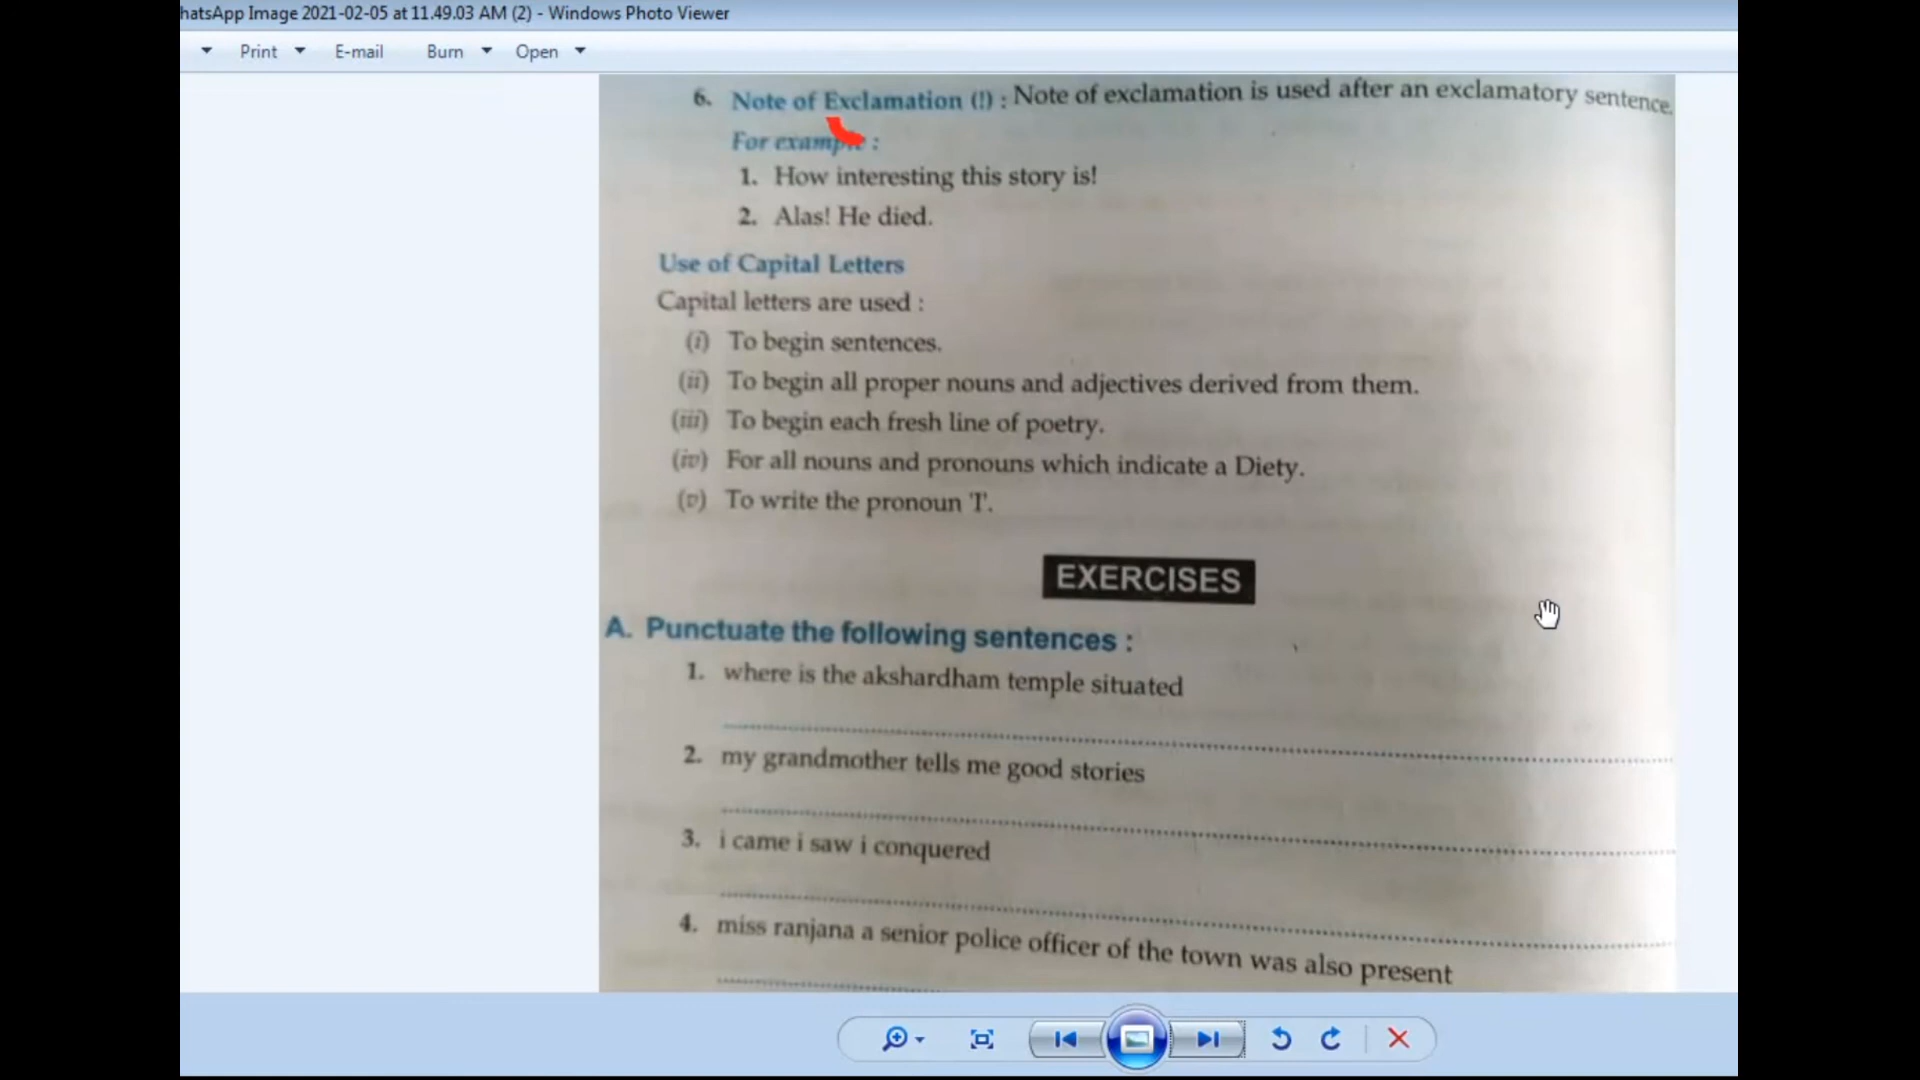 hatsApp Image 2021-02-05 at 11.49.03 AM (2) - Windows Photo Viewer
Print E-mail Burn Open
6. Note of Exclamation (!) : Note of exclamation is used after an exclamatory sentence.
For example :
1. How interesting this story is!
2. Alas! He died.
Use of Capital Letters
Capital letters are used :
(i) To begin sentences.
(ii) To begin all proper nouns and adjectives derived from them.
(iii) To begin each fresh line of poetry.
(iv) For all nouns and pronouns which indicate a Diety.
(v) To write the pronoun 'I'.
EXERCISES
A. Punctuate the following sentences :
1. where is the akshardham temple situated
2. my grandmother tells me good stories
3. i came i saw i conquered
4. miss ranjana a senior police officer of the town was also present